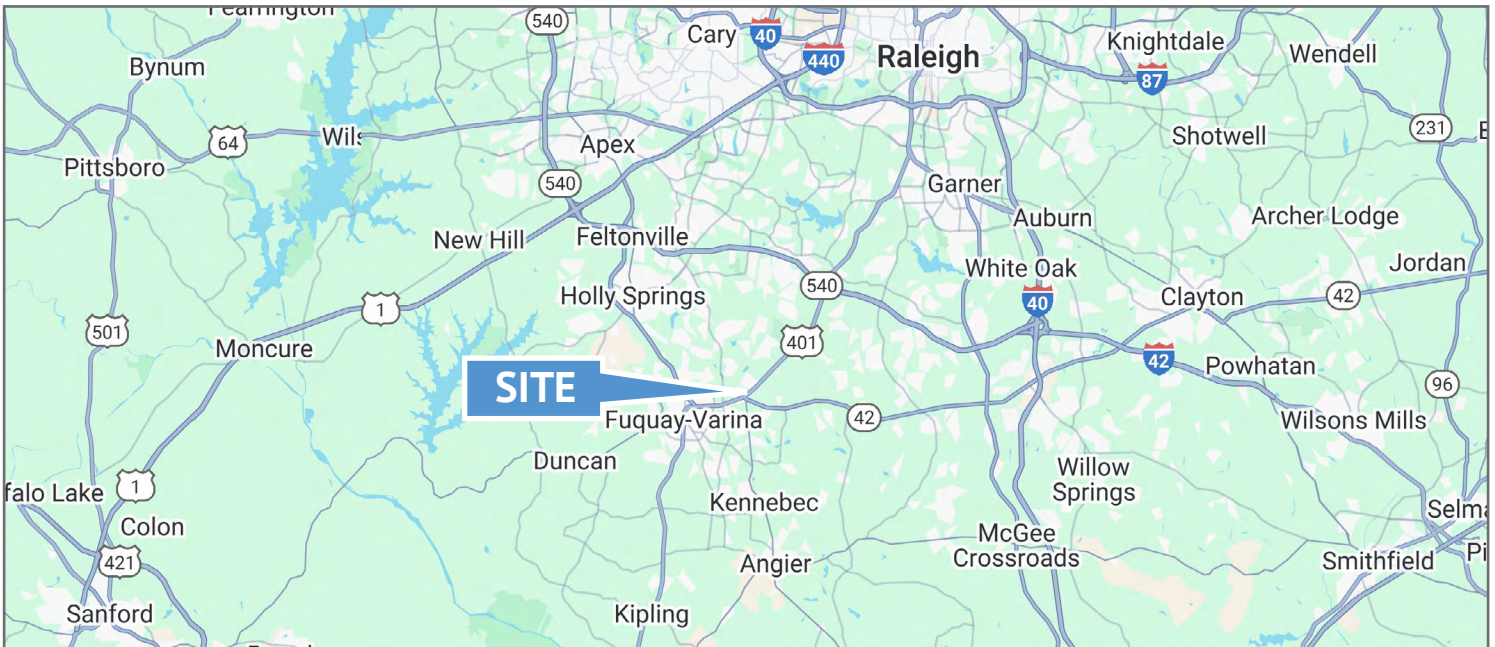 Fearrington
540
Cary
40
440
Raleigh
Knightdale
87
Wendell
Bynum
64
Wils
Apex
Shotwell
231
Pittsboro
540
Garner
Auburn
Archer Lodge
New Hill
Feltonville
White Oak
Jordan
540
Holly Springs
40
Clayton
42
1
501
Moncure
401
42
Powhatan
96
SITE
Fuquay-Varina
42
Wilsons Mills
Duncan
Willow
Springs
falo Lake
1
Kennebec
Selma
Colon
McGee
Crossroads
421
Angier
Smithfield
Pi
Sanford
Kipling